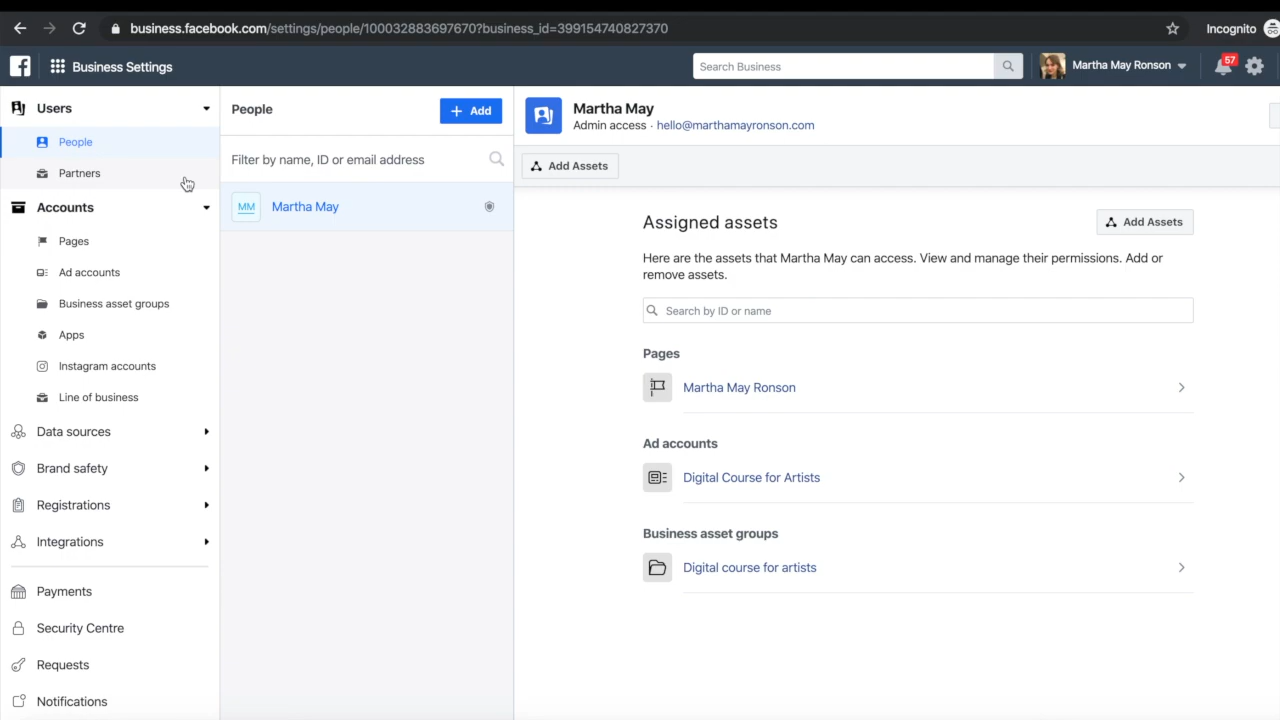 business.facebook.com/settings/people/100032883697670?business_id=399154740827370
Incognito
Business Settings
Search Business
Martha May Ronson
57
Users
People
Partners
Accounts
Pages
Ad accounts
Business asset groups
Apps
Instagram accounts
Line of business
Data sources
Brand safety
Registrations
Integrations
Payments
Security Centre
Requests
Notifications
People
+ Add
Filter by name, ID or email address
MM Martha May
Martha May
Admin access · hello@marthamayronson.com
Add Assets
Assigned assets
Add Assets
Here are the assets that Martha May can access. View and manage their permissions. Add or
remove assets.
Search by ID or name
Pages
Martha May Ronson
Ad accounts
Digital Course for Artists
Business asset groups
Digital course for artists